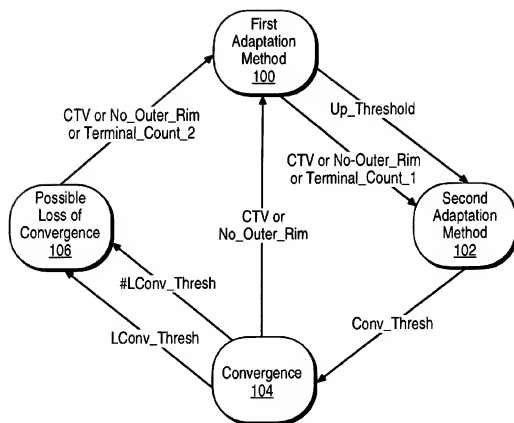 First
Adaptation
Method
100
CTV or No_Outer_Rim
or Terminal_Count_2
Up_Threshold
CTV or No-Outer_Rim
or Terminal_Count_1
Possible
Loss of
Convergence
106
CTV or
No_Outer_Rim
Second
Adaptation
Method
102
#LConv_Thresh
LConv_Thresh
Conv_Thresh
Convergence
104